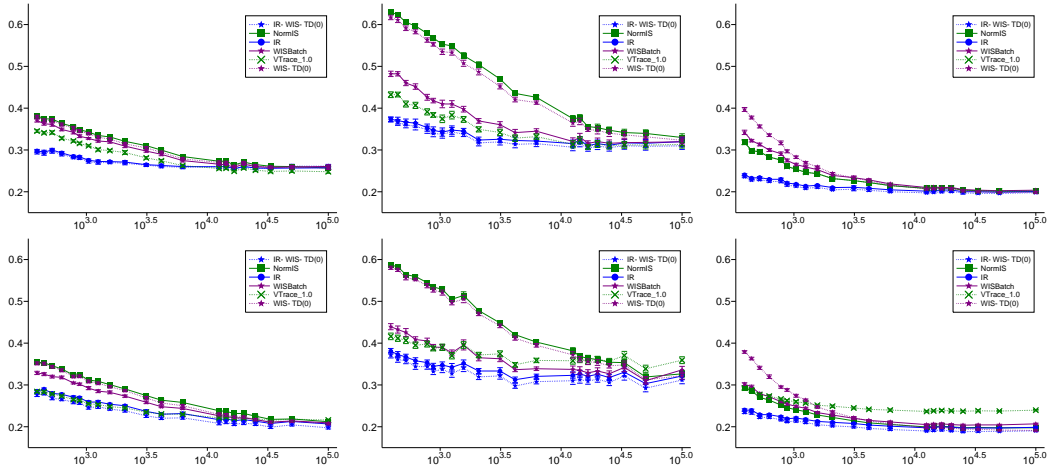 0.6
0.5
0.4
0.3
0.2
10^3.0
10^3.5
10^4.0
10^4.5
10^5.0
IR- WIS- TD(0)
NormIS
IR
WISBatch
VTrace_1.0
WIS- TD(0)
0.6
0.5
0.4
0.3
0.2
10^3.0
10^3.5
10^4.0
10^4.5
10^5.0
IR- WIS- TD(0)
NormIS
IR
WISBatch
VTrace_1.0
WIS- TD(0)
0.6
0.5
0.4
0.3
0.2
10^3.0
10^3.5
10^4.0
10^4.5
10^5.0
IR- WIS- TD(0)
NormIS
IR
WISBatch
VTrace_1.0
WIS- TD(0)
0.6
0.5
0.4
0.3
0.2
10^3.0
10^3.5
10^4.0
10^4.5
10^5.0
IR- WIS- TD(0)
NormIS
IR
WISBatch
VTrace_1.0
WIS- TD(0)
0.6
0.5
0.4
0.3
0.2
10^3.0
10^3.5
10^4.0
10^4.5
10^5.0
IR- WIS- TD(0)
NormIS
IR
WISBatch
VTrace_1.0
WIS- TD(0)
0.6
0.5
0.4
0.3
0.2
10^3.0
10^3.5
10^4.0
10^4.5
10^5.0
IR- WIS- TD(0)
NormIS
IR
WISBatch
VTrace_1.0
WIS- TD(0)